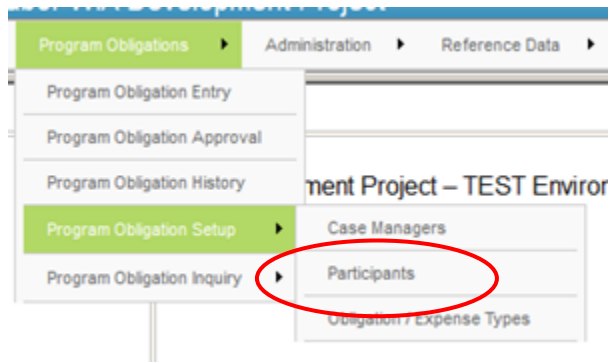 Program Obligations Administration Reference Data
Program Obligation Entry
Program Obligation Approval
Program Obligation History
ment Project – TEST Enviro
Program Obligation Setup Case Managers
Program Obligation Inquiry Participants
Obligation / Expense Types